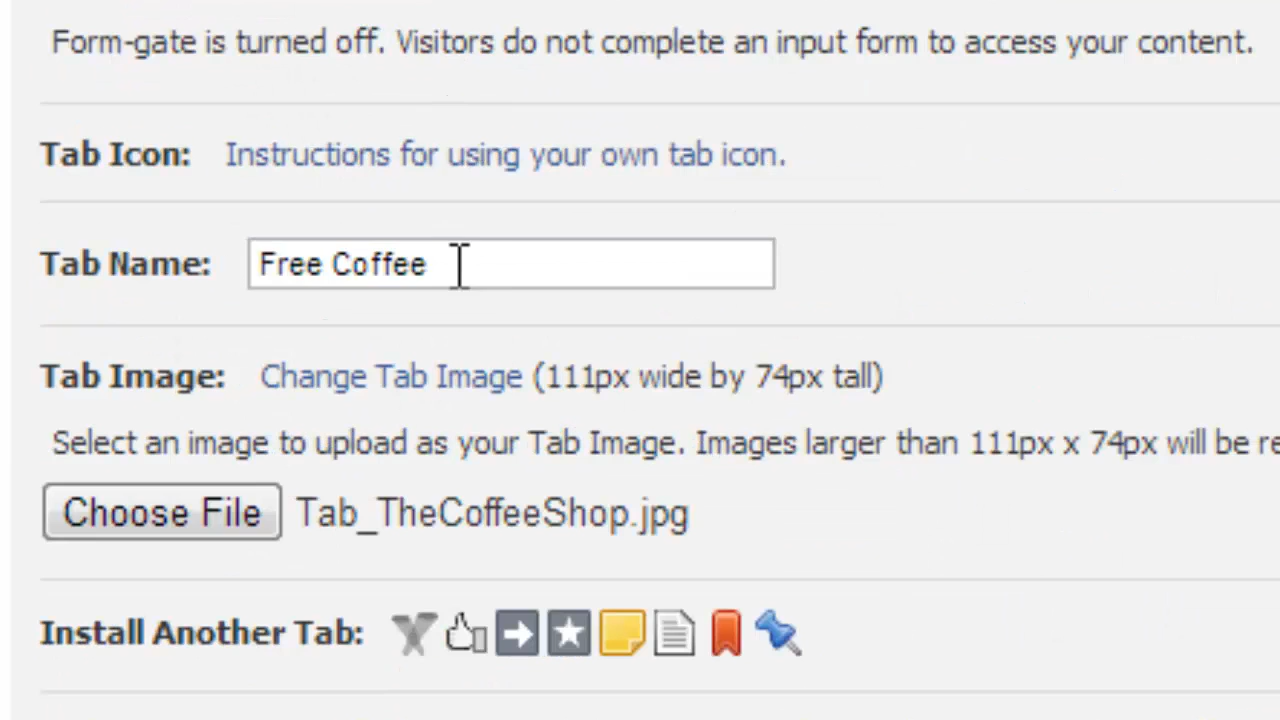 Form-gate is turned off. Visitors do not complete an input form to access your content.
Tab Icon: Instructions for using your own tab icon.
Tab Name: Free Coffee
Tab Image: Change Tab Image (111px wide by 74px tall)
Select an image to upload as your Tab Image. Images larger than 111px x 74px will be
Choose File Tab_TheCoffeeShop.jpg
Install Another Tab: